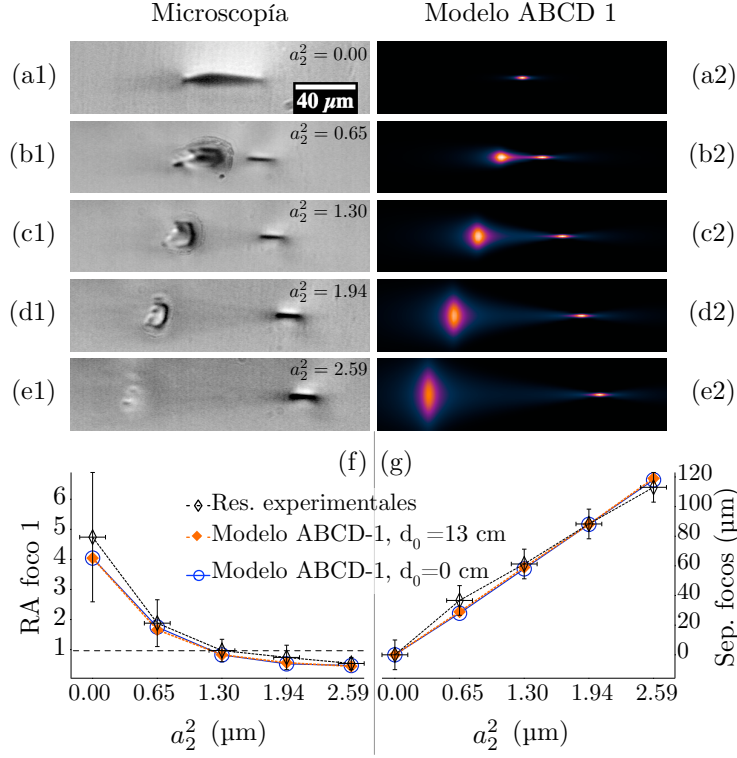 Microscopía Modelo ABCD 1
(a1) a₂² = 0.00 (a2)
40 µm
(b1) a₂² = 0.65 (b2)
(c1) a₂² = 1.30 (c2)
(d1) a₂² = 1.94 (d2)
(e1) a₂² = 2.59 (e2)
(f) (g)
RA foco 1
6
5
4
3
2
1
Res. experimentales
Modelo ABCD-1, d₀ =13 cm
Modelo ABCD-1, d₀=0 cm
120
100
80
60
40
20
0
Sep. focos (µm)
0.00 0.65 1.30 1.94 2.59
0.00 0.65 1.30 1.94 2.59
a₂² (µm)
a₂² (µm)